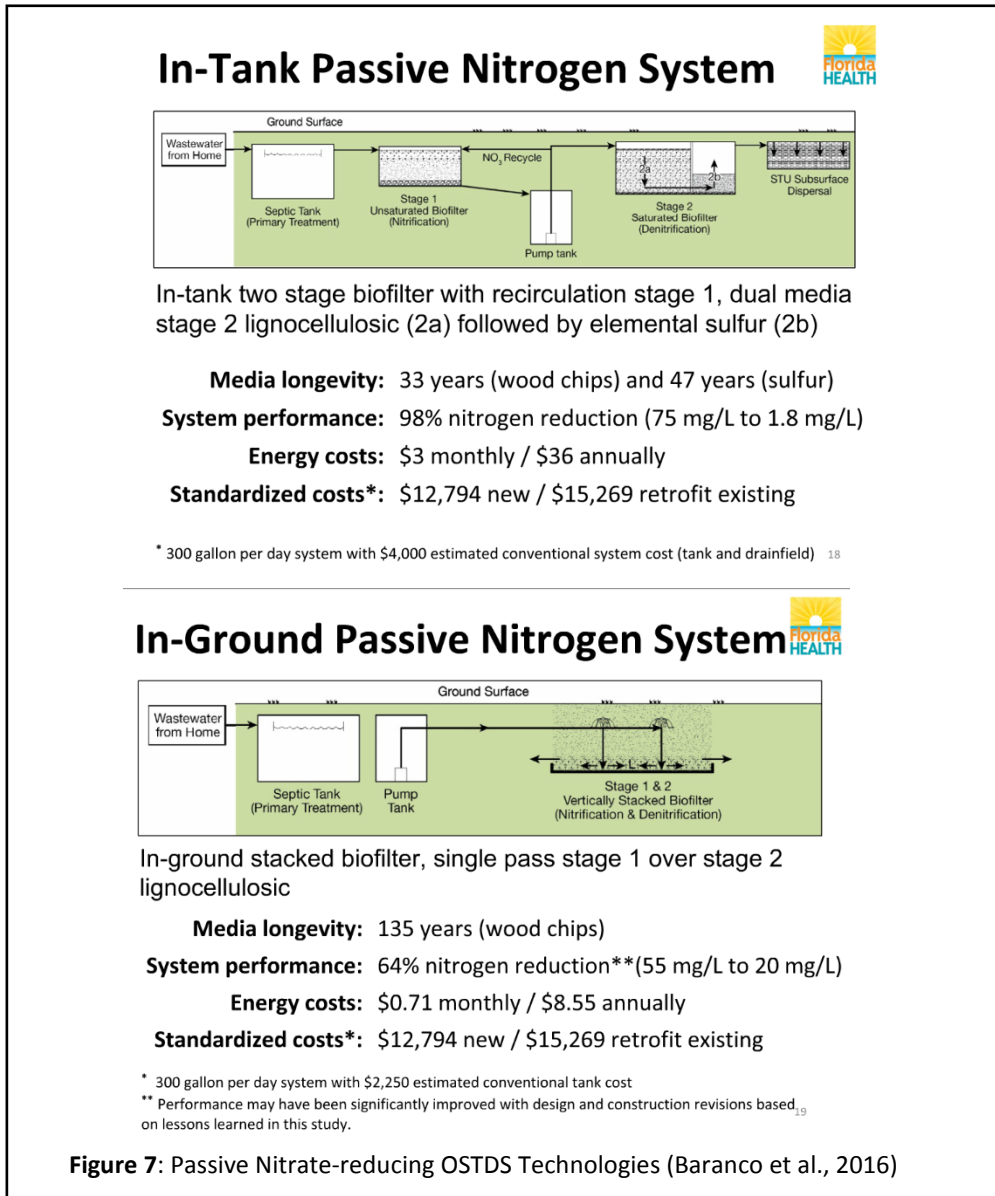 In-Tank Passive Nitrogen System
Florida
HEALTH
Ground Surface
Wastewater
from Home
NO3 Recycle
2a
2b
Septic Tank
(Primary Treatment)
Stage 1
Unsaturated Biofilter
(Nitrification)
Pump tank
Stage 2
Saturated Biofilter
(Denitrification)
STU Subsurface
Dispersal
In-tank two stage biofilter with recirculation stage 1, dual media
stage 2 lignocellulosic (2a) followed by elemental sulfur (2b)
Media longevity: 33 years (wood chips) and 47 years (sulfur)
System performance: 98% nitrogen reduction (75 mg/L to 1.8 mg/L)
Energy costs: $3 monthly / $36 annually
Standardized costs*: $12,794 new / $15,269 retrofit existing
* 300 gallon per day system with $4,000 estimated conventional system cost (tank and drainfield) 18
In-Ground Passive Nitrogen System
Florida
HEALTH
Ground Surface
Wastewater
from Home
L
Septic Tank
(Primary Treatment)
Pump
Tank
Stage 1 & 2
Vertically Stacked Biofilter
(Nitrification & Denitrification)
In-ground stacked biofilter, single pass stage 1 over stage 2
lignocellulosic
Media longevity: 135 years (wood chips)
System performance: 64% nitrogen reduction**(55 mg/L to 20 mg/L)
Energy costs: $0.71 monthly / $8.55 annually
Standardized costs*: $12,794 new / $15,269 retrofit existing
* 300 gallon per day system with $2,250 estimated conventional tank cost
** Performance may have been significantly improved with design and construction revisions based 19
on lessons learned in this study.
Figure 7: Passive Nitrate-reducing OSTDS Technologies (Baranco et al., 2016)